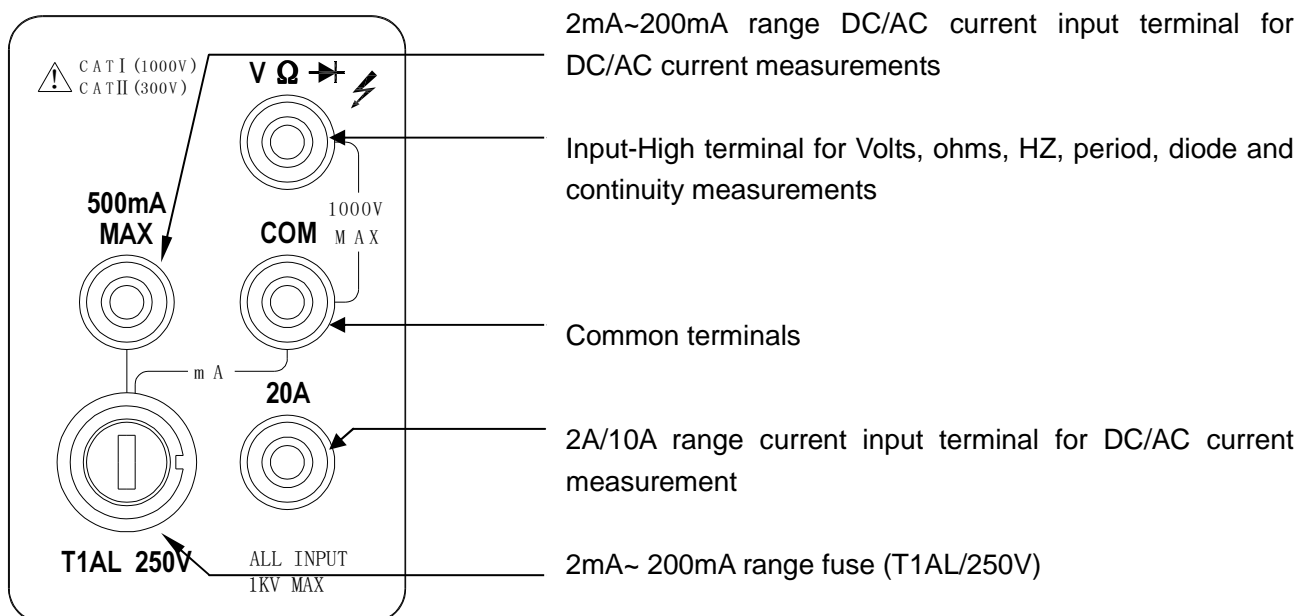 CAT Ⅰ (1000V)
CAT Ⅱ (300V)
V Ω
500mA
MAX
COM
1000V
MAX
mA
20A
T1AL 250V
ALL INPUT
1KV MAX
2mA~200mA range DC/AC current input terminal for
DC/AC current measurements
Input-High terminal for Volts, ohms, HZ, period, diode and
continuity measurements
Common terminals
2A/10A range current input terminal for DC/AC current
measurement
2mA~ 200mA range fuse (T1AL/250V)